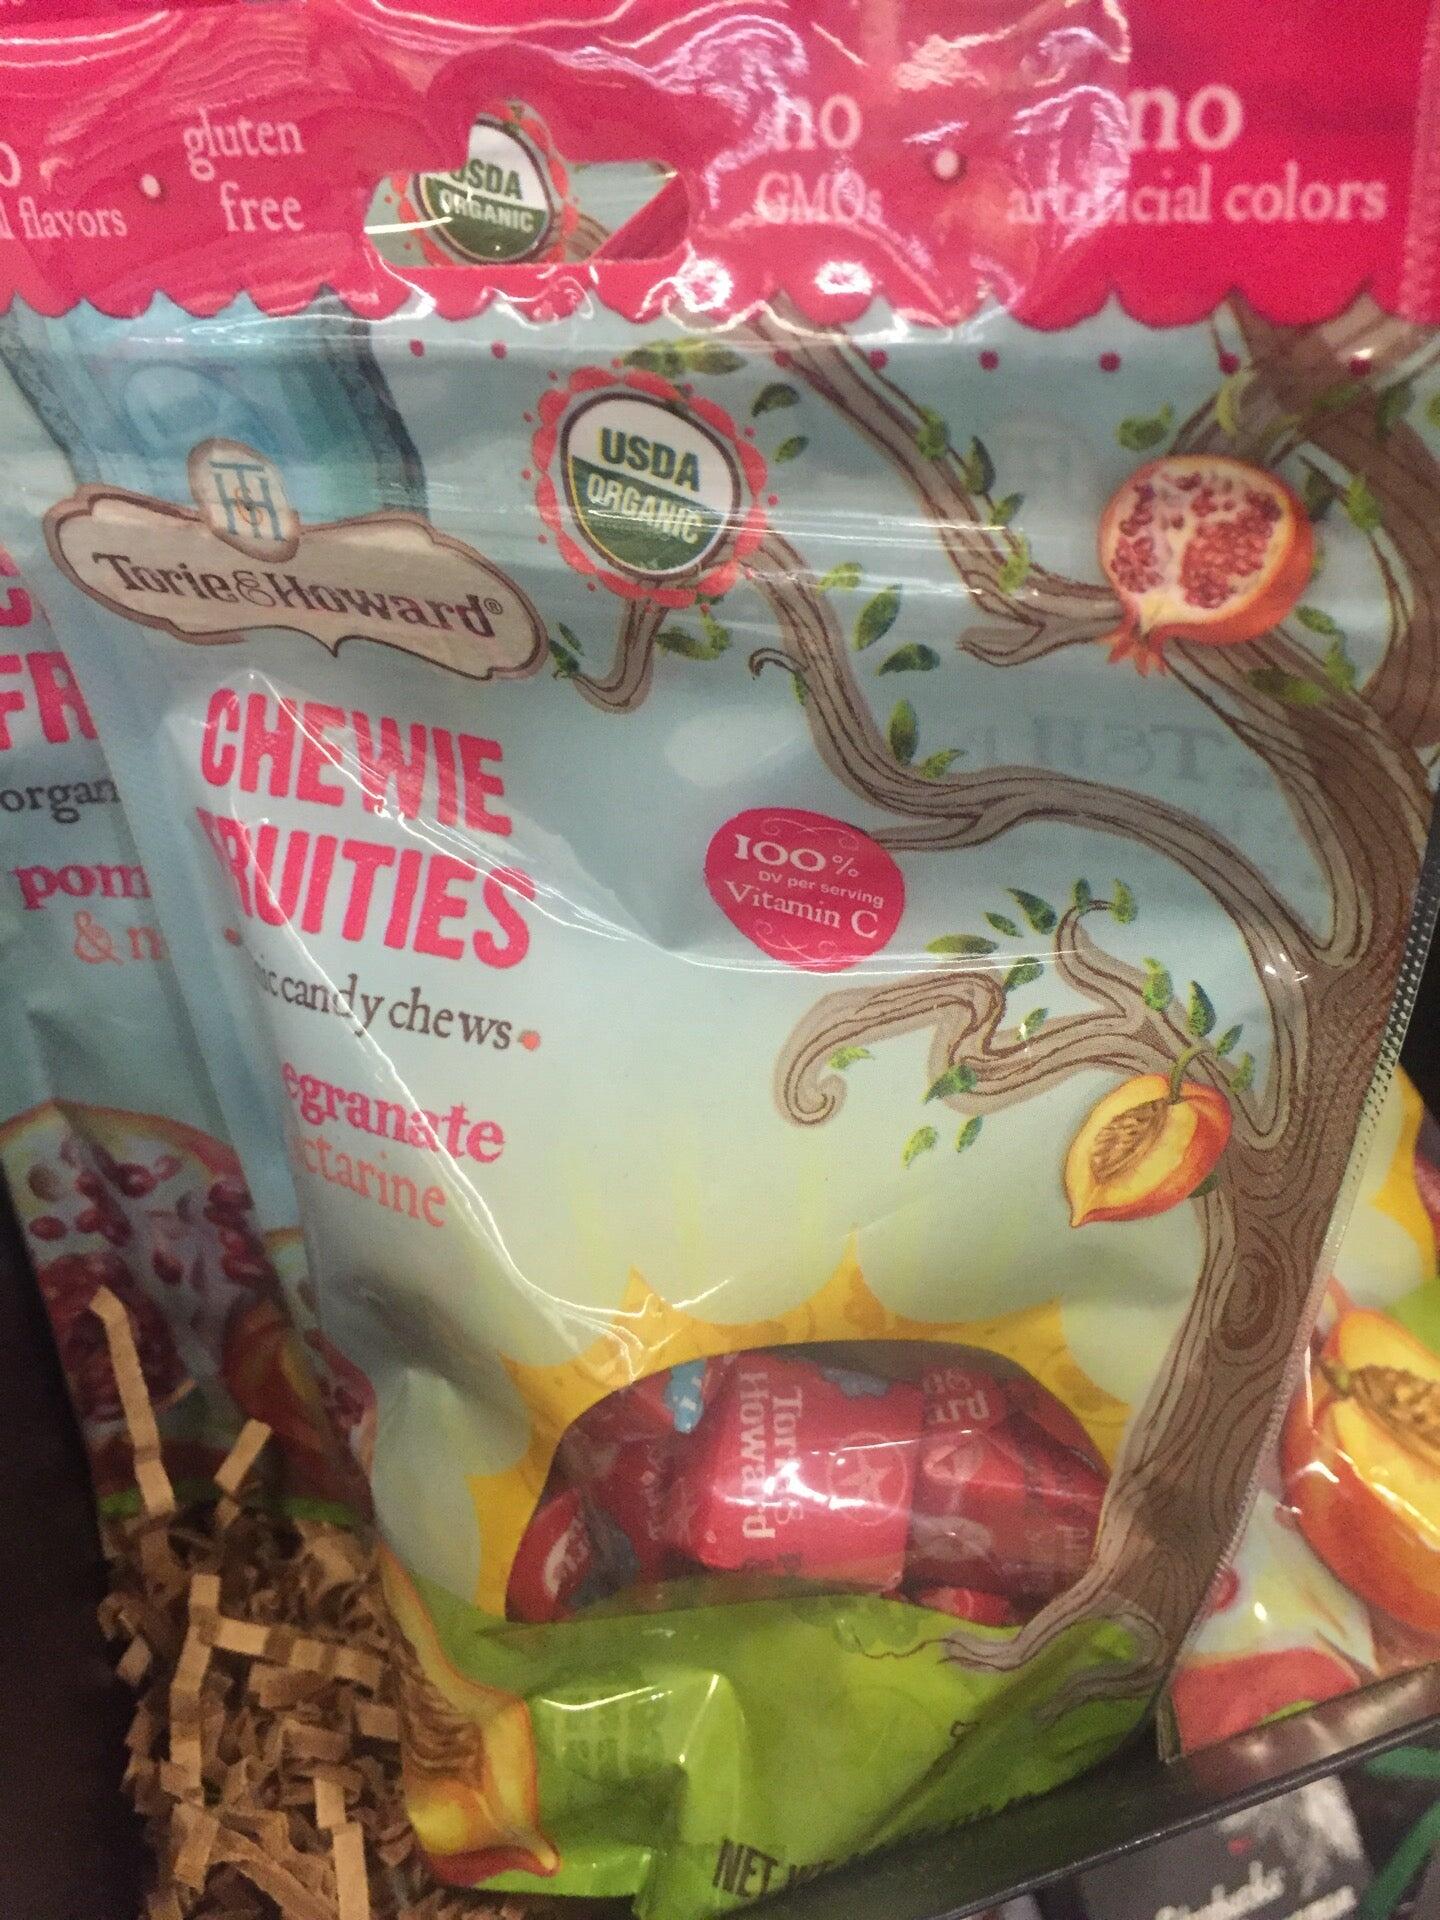 gluten
free
flavors
USDA
ORGANIC
no
GMOs
no
artificial colors
USDA
ORGANIC
Torie & Howard®
CHEWIE
FRUITIES
candy chews
100%
DV per serving
Vitamin C
organ
pom
& n
egranate
ctarine
Torie &
Howard
NET